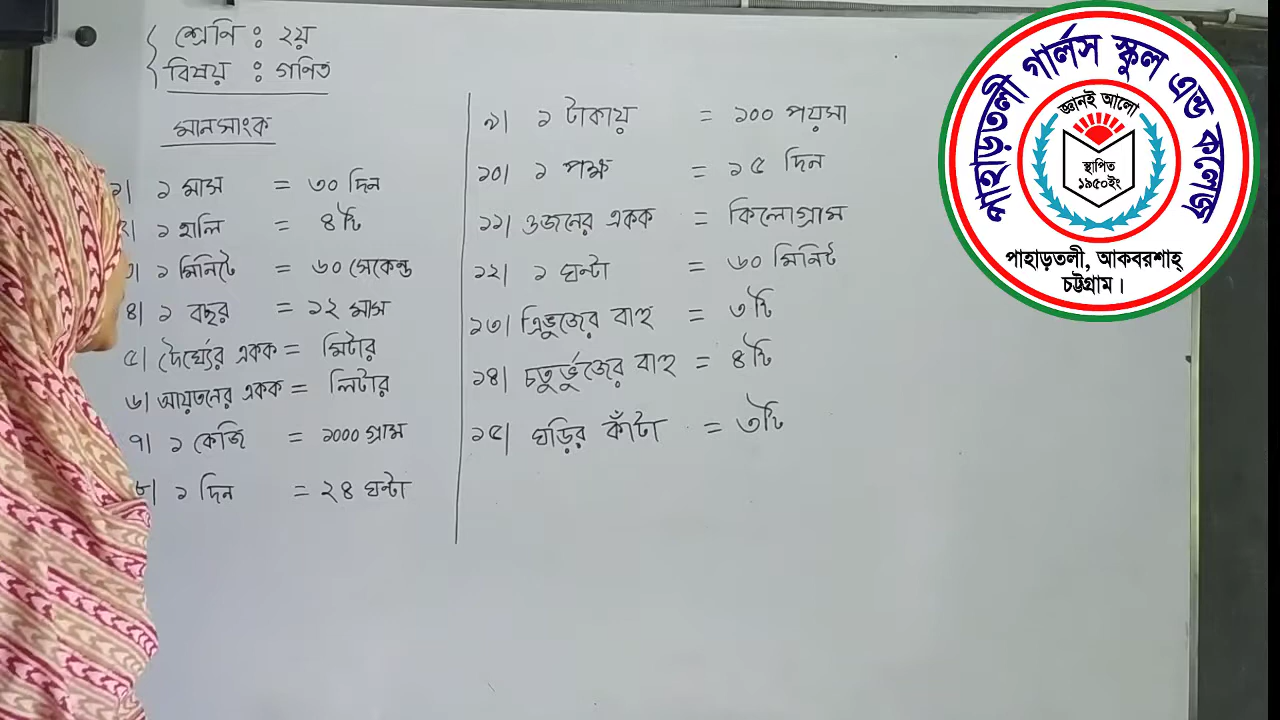 শ্রেণি : ২য়
বিষয় : গণিত
মানসাংক
১। ১ মাস = ৩০ দিন
২। ১ হালি = ৪টি
৩। ১ মিনিটে = ৬০ সেকেন্ড
৪। ১ বছর = ১২ মাস
৫। দৈর্ঘ্যের একক = মিটার
৬। আয়তনের একক = লিটার
৭। ১ কেজি = ১০০০ গ্রাম
৮। ১ দিন = ২৪ ঘন্টা
৯। ১ টাকায় = ১০০ পয়সা
১০। ১ পক্ষ = ১৫ দিন
১১। ওজনের একক = কিলোগ্রাম
১২। ১ ঘন্টা = ৬০ মিনিট
১৩। ত্রিভুজের বাহু = ৩টি
১৪। চতুর্ভুজের বাহু = ৪টি
১৫। ঘড়ির কাঁটা = ৩টি
পাহাড়তলী গার্লস স্কুল এন্ড কলেজ
জ্ঞানই আলো
স্থাপিত
১৯৫০ইং
পাহাড়তলী, আকবরশাহ্
চট্টগ্রাম।